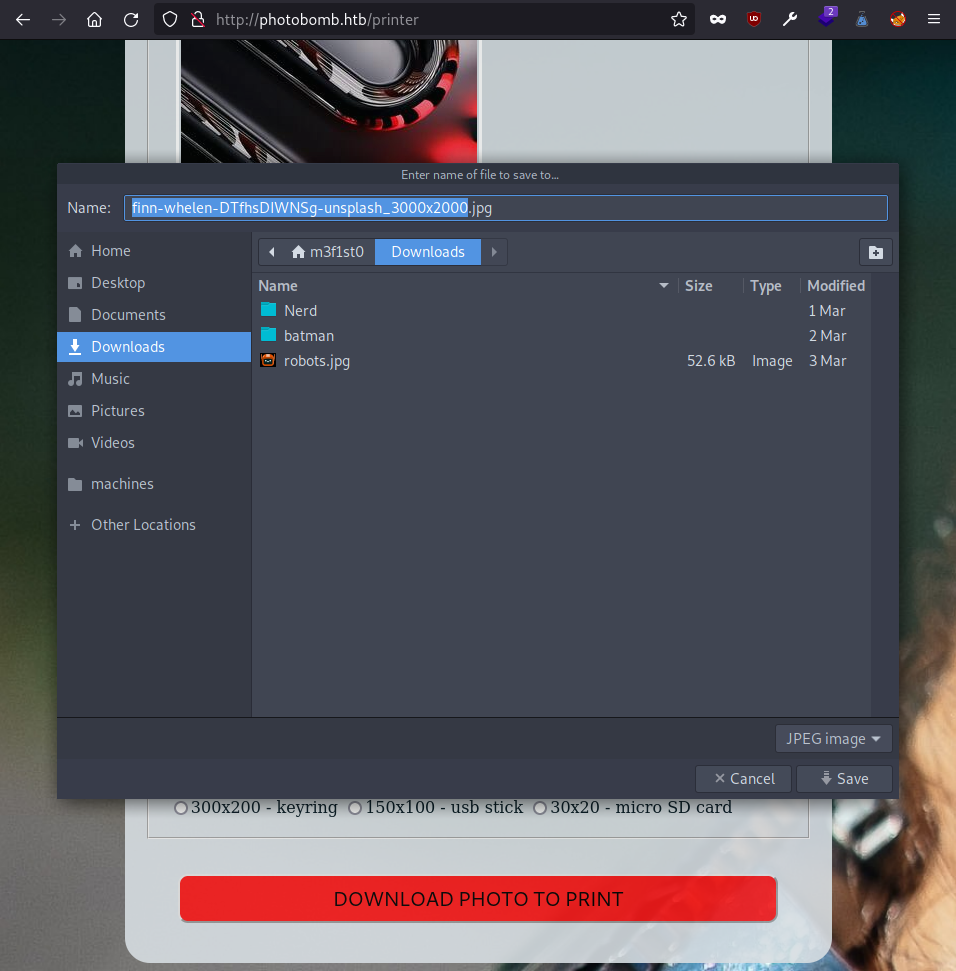 http://photobomb.htb/printer
2
Enter name of file to save to...
Name: finn-whelen-DTfhsDIWNSg-unsplash_3000x2000.jpg
Home
Desktop
Documents
Downloads
Music
Pictures
Videos
machines
Other Locations
m3f1st0 Downloads
Name Size Type Modified
Nerd 1 Mar
batman 2 Mar
robots.jpg 52.6 kB Image 3 Mar
JPEG image
Cancel Save
300x200 - keyring 150x100 - usb stick 30x20 - micro SD card
DOWNLOAD PHOTO TO PRINT